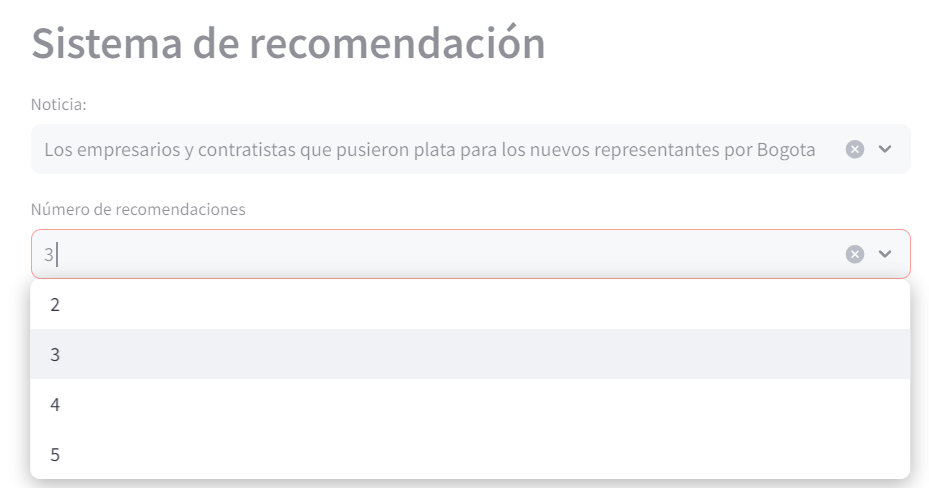 Sistema de recomendación
Noticia:
Los empresarios y contratistas que pusieron plata para los nuevos representantes por Bogota
Número de recomendaciones
3
2
3
4
5